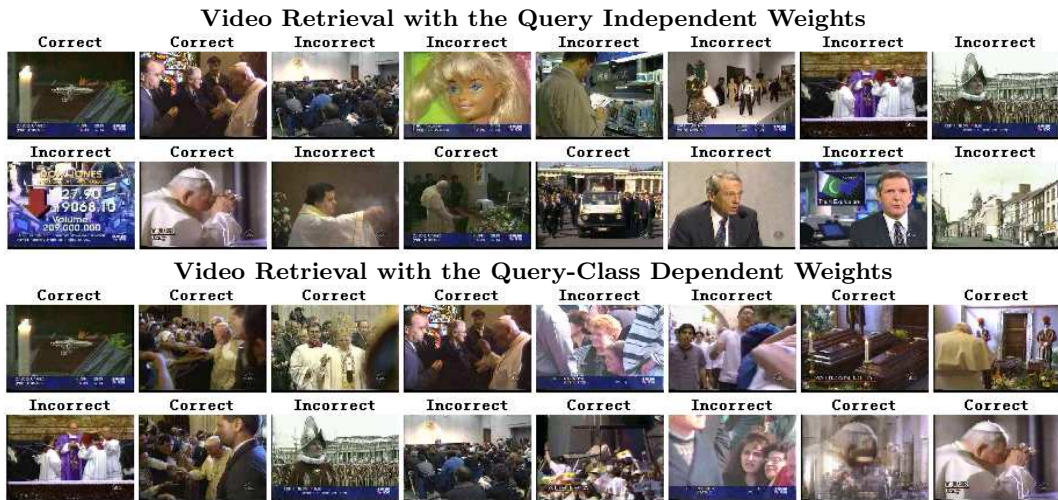 Video Retrieval with the Query Independent Weights
Correct Correct Incorrect Incorrect Incorrect Incorrect Incorrect Incorrect
Incorrect Correct Incorrect Correct Correct Incorrect Incorrect Incorrect
DOW JONES
27.90
9068.10
Volume:
209,000,000
Video Retrieval with the Query-Class Dependent Weights
Correct Correct Correct Correct Incorrect Incorrect Correct Correct
Incorrect Correct Incorrect Incorrect Correct Incorrect Correct Correct